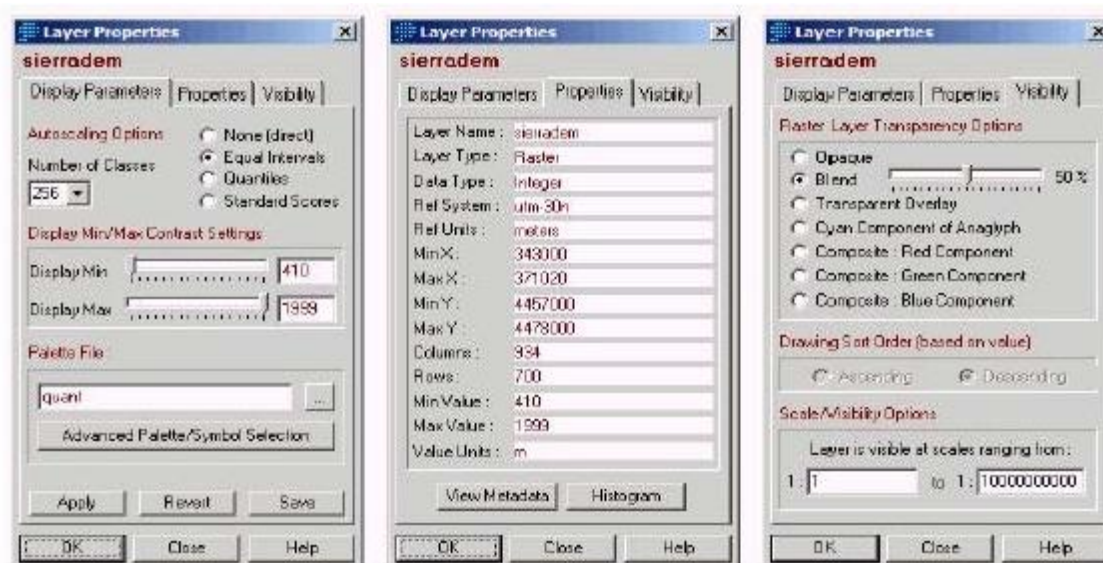 Layer Properties
sierradem
Display Parameters Properties Visibility
Autoscaling Options
None (direct)
Equal Intervals
Quantiles
Standard Scores
Number of Classes
256
Display Min/Max Contrast Settings
Display Min 410
Display Max 1999
Palette File
quant
...
Advanced Palette/Symbol Selection
Apply Revert Save
OK Close Help
Layer Properties
sierradem
Display Parameters Properties Visibility
Layer Name : sierradem
Layer Type : Raster
Data Type : Integer
Ref System : utm-30n
Ref Units : meters
Min X : 343000
Max X : 371020
Min Y : 4457000
Max Y : 4478000
Columns : 934
Rows : 700
Min Value : 410
Max Value : 1999
Value Units : m
View Metadata Histogram
OK Close Help
Layer Properties
sierradem
Display Parameters Properties Visibility
Raster Layer Transparency Options
Opaque
Blend 50 %
Transparent Overlay
Cyan Component of Anaglyph
Composite : Red Component
Composite : Green Component
Composite : Blue Component
Drawing Sort Order (based on value)
Ascending Descending
Scale/Visibility Options
Layer is visible at scales ranging from :
1 : 1 to 1 : 10000000000
OK Close Help